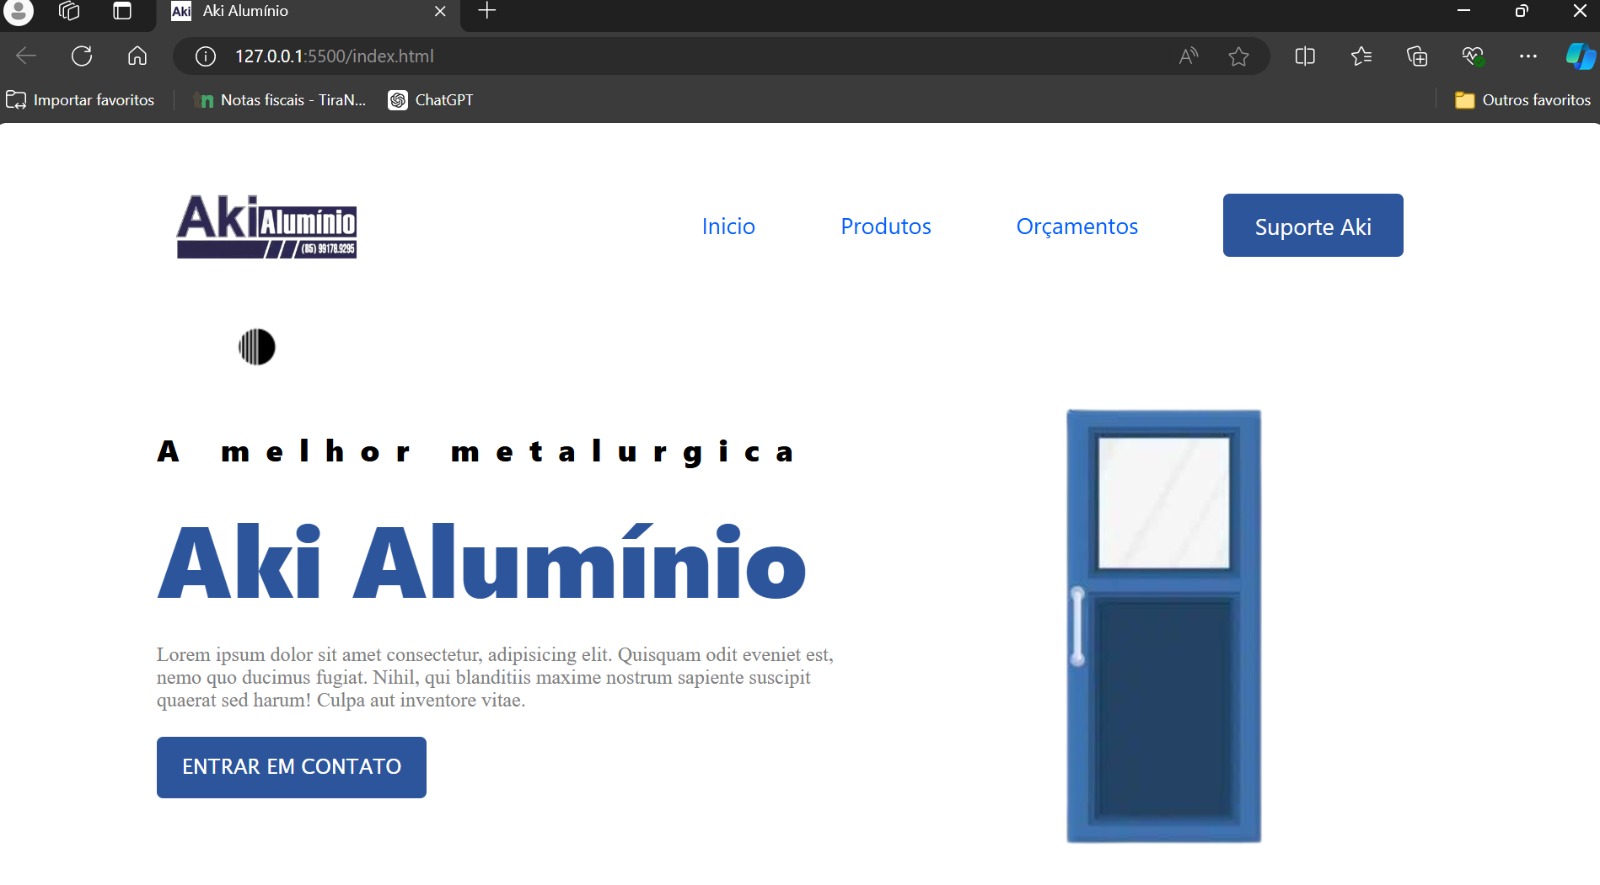 Aki Aki Alumínio
127.0.0.1:5500/index.html
Importar favoritos
Notas fiscais - TiraN...
ChatGPT
Outros favoritos
Aki Alumínio
(85) 99178.9295
Inicio
Produtos
Orçamentos
Suporte Aki
A melhor metalurgica
Aki Alumínio
Lorem ipsum dolor sit amet consectetur, adipisicing elit. Quisquam odit eveniet est,
nemo quo ducimus fugiat. Nihil, qui blanditiis maxime nostrum sapiente suscipit
quaerat sed harum! Culpa aut inventore vitae.
ENTRAR EM CONTATO